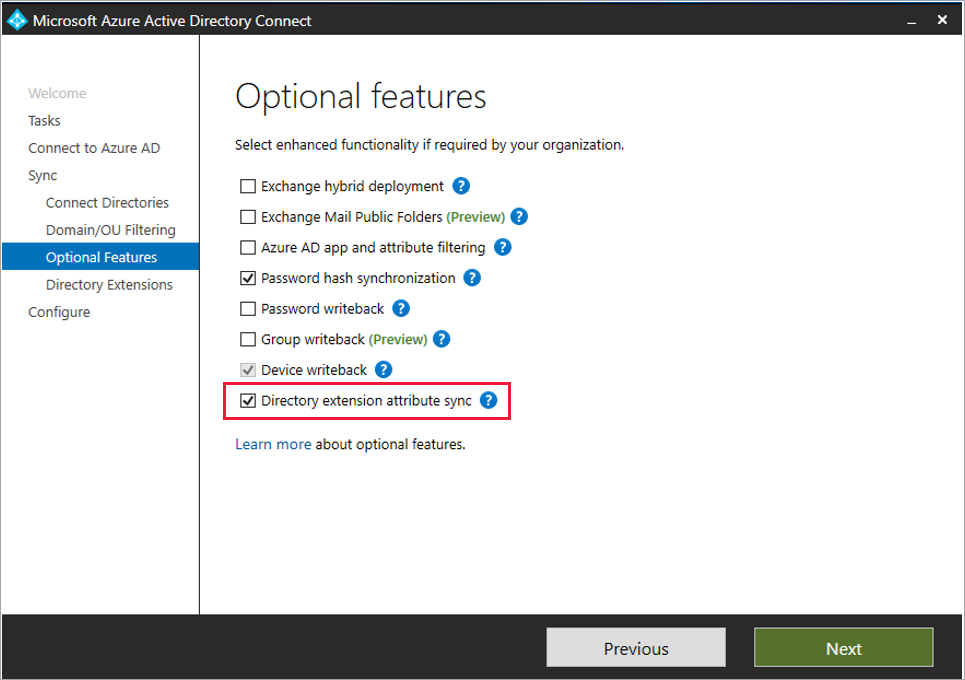 Microsoft Azure Active Directory Connect
Welcome
Tasks
Connect to Azure AD
Sync
Connect Directories
Domain/OU Filtering
Optional Features
Directory Extensions
Configure
Optional features
Select enhanced functionality if required by your organization.
Exchange hybrid deployment ?
Exchange Mail Public Folders (Preview) ?
Azure AD app and attribute filtering ?
Password hash synchronization ?
Password writeback ?
Group writeback (Preview) ?
Device writeback ?
Directory extension attribute sync ?
Learn more about optional features.
Previous
Next